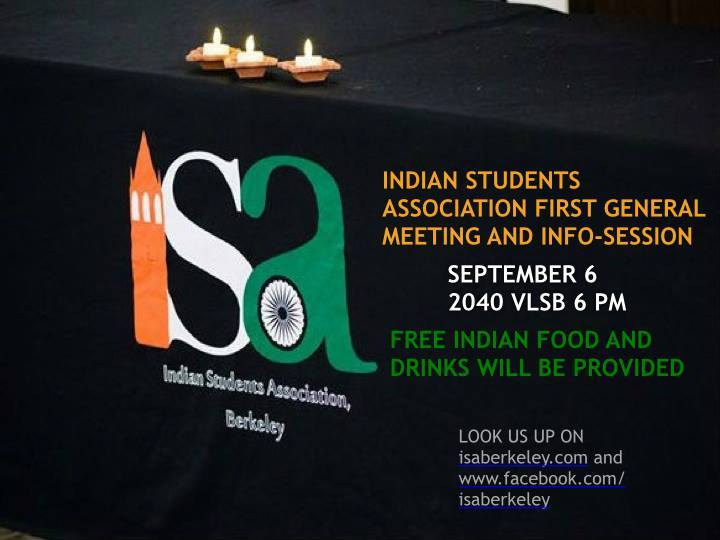 isa
Indian Students Association,
Berkeley
INDIAN STUDENTS
ASSOCIATION FIRST GENERAL
MEETING AND INFO-SESSION
SEPTEMBER 6
2040 VLSB 6 PM
FREE INDIAN FOOD AND
DRINKS WILL BE PROVIDED
LOOK US UP ON
isaberkeley.com and
www.facebook.com/
isaberkeley